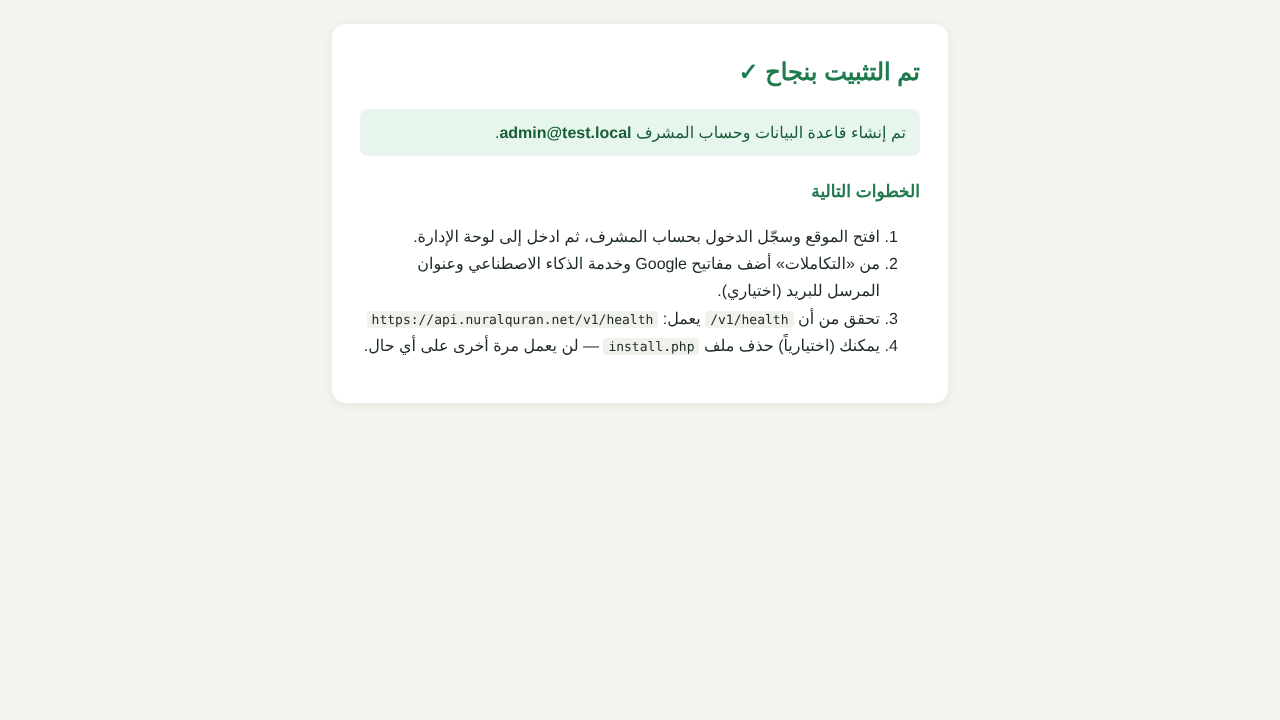 تم التثبيت بنجاح ✓
تم إنشاء قاعدة البيانات وحساب المشرف admin@test.local.
الخطوات التالية
1. افتح الموقع وسجّل الدخول بحساب المشرف، ثم ادخل إلى لوحة الإدارة.
2. من «التكاملات» أضف مفاتيح Google وخدمة الذكاء الاصطناعي وعنوان
المرسل للبريد (اختياري).
3. تحقق من أن /v1/health يعمل: https://api.nuralquran.net/v1/health
4. يمكنك (اختيارياً) حذف ملف install.php — لن يعمل مرة أخرى على أي حال.